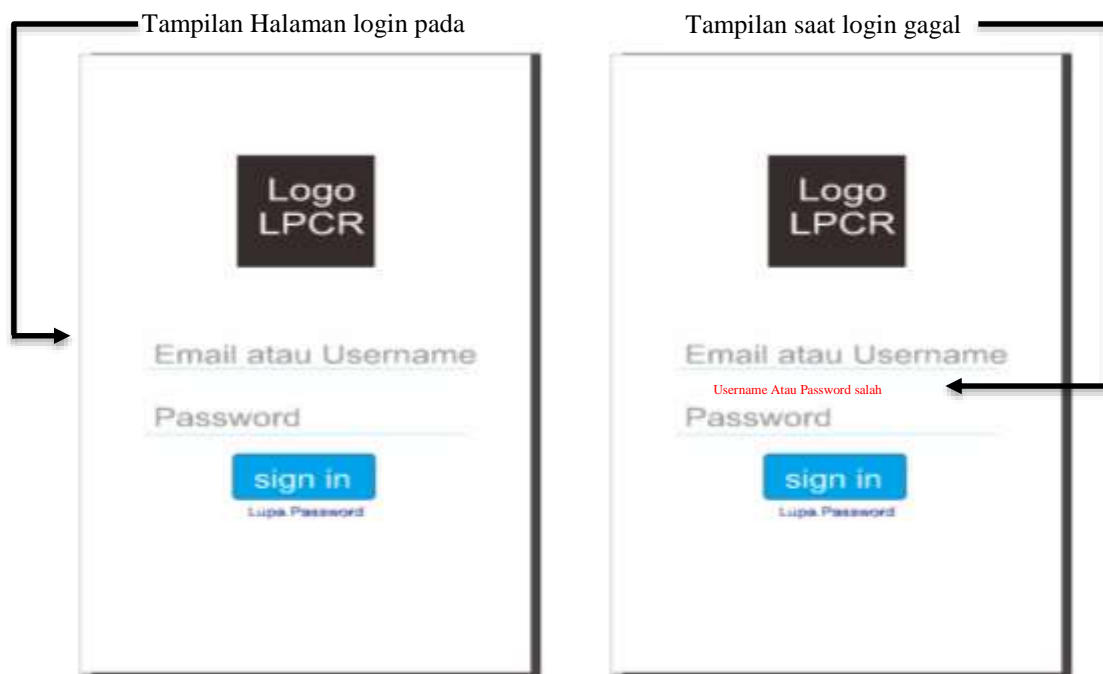 Tampilan Halaman login pada
Tampilan saat login gagal
Logo
LPCR
Email atau Username
Password
sign in
Lupa Password
Logo
LPCR
Email atau Username
Username Atau Password salah
Password
sign in
Lupa Password